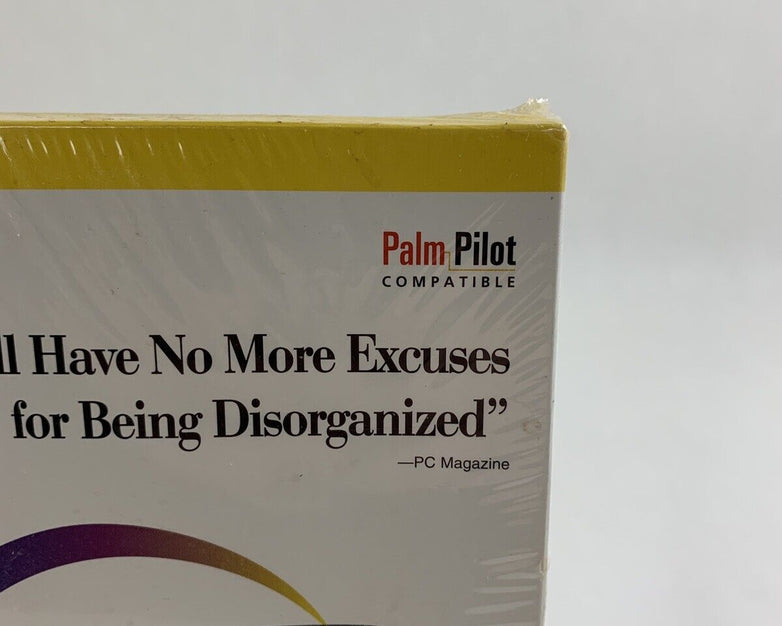 Palm Pilot
COMPATIBLE
ll Have No More Excuses
for Being Disorganized”
—PC Magazine